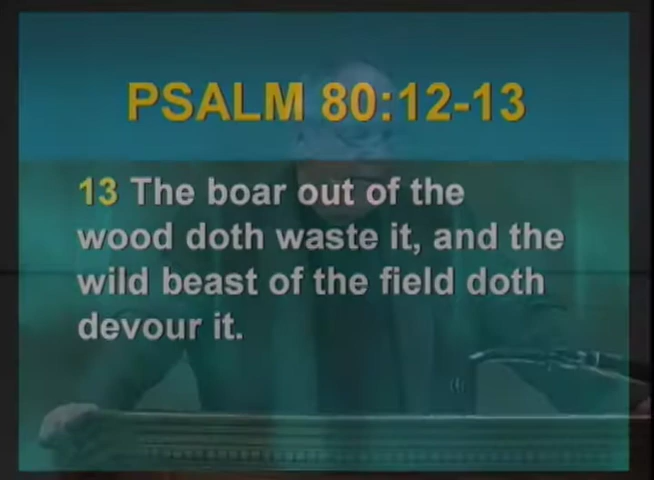 PSALM 80:12-13
13 The boar out of the
wood doth waste it, and the
wild beast of the field doth
devour it.